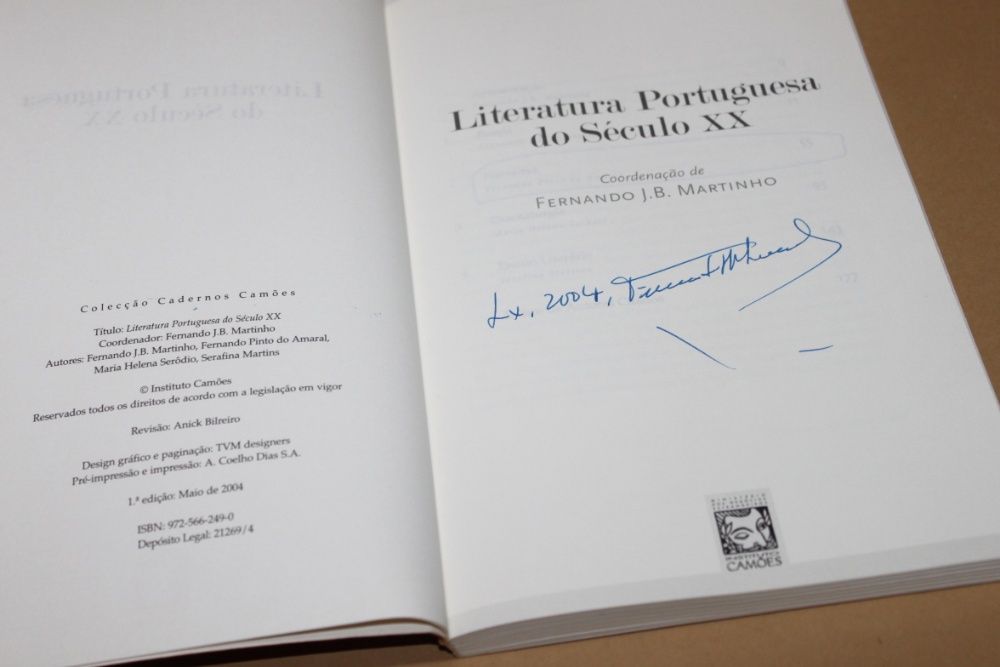 Colecção Cadernos Camões
Título: Literatura Portuguesa do Século XX
Coordenador: Fernando J.B. Martinho
Autores: Fernando J.B. Martinho, Fernando Pinto do Amaral,
Maria Helena Serôdio, Serafina Martins
© Instituto Camões
Reservados todos os direitos de acordo com a legislação em vigor
Revisão: Anick Bilreiro
Design gráfico e paginação: TVM designers
Pré-impressão e impressão: A. Coelho Dias S.A.
1.ª edição: Maio de 2004
ISBN: 972-566-249-0
Depósito Legal: 21269/4
Literatura Portuguesa
do Século XX
Coordenação de
FERNANDO J.B. MARTINHO
Lx, 2004,
INSTITUTO
CAMÕES